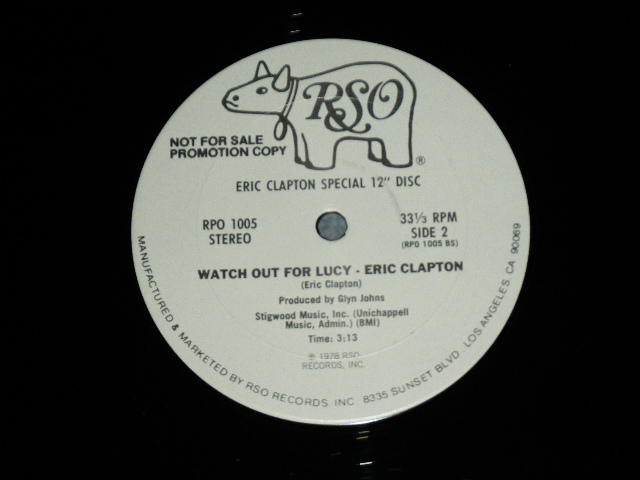 RSO
®
NOT FOR SALE
PROMOTION COPY
ERIC CLAPTON SPECIAL 12" DISC
RPO 1005
STEREO
33⅓ RPM
SIDE 2
(RPO 1005 BS)
WATCH OUT FOR LUCY - ERIC CLAPTON
(Eric Clapton)
Produced by Glyn Johns
Stigwood Music, Inc. (Unichappell
Music, Admin.) (BMI)
Time: 3:13
℗ 1978 RSO
RECORDS, INC.
MANUFACTURED & MARKETED BY RSO RECORDS, INC. 8335 SUNSET BLVD., LOS ANGELES, CA 90069